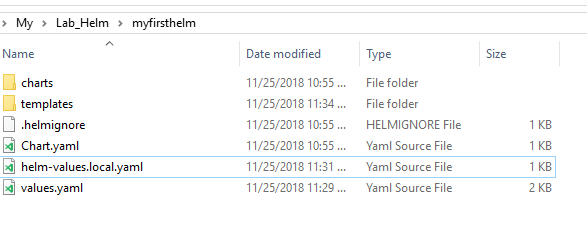 My > Lab_Helm > myfirsthelm
Name Date modified Type Size
charts 11/25/2018 10:55 ... File folder
templates 11/25/2018 11:34 ... File folder
.helmignore 11/25/2018 10:55 ... HELMIGNORE File 1 KB
Chart.yaml 11/25/2018 10:55 ... Yaml Source File 1 KB
helm-values.local.yaml 11/25/2018 11:31 ... Yaml Source File 1 KB
values.yaml 11/25/2018 11:29 ... Yaml Source File 2 KB